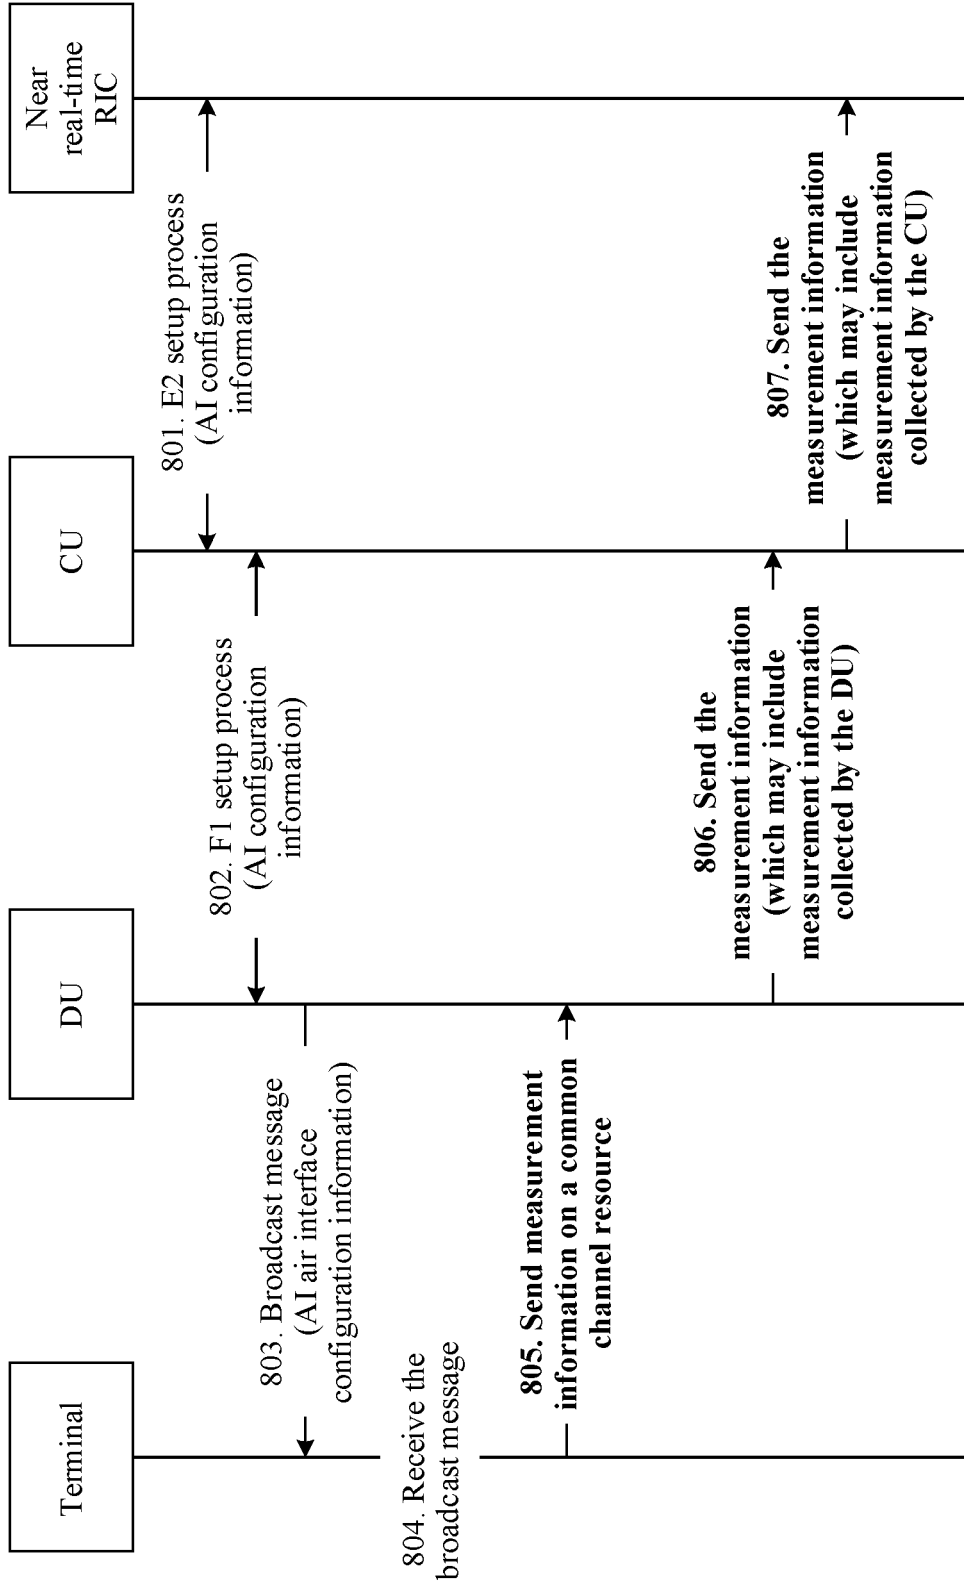 Terminal
DU
CU
Near
real-time
RIC
801. E2 setup process
(AI configuration
information)
802. F1 setup process
(AI configuration
information)
803. Broadcast message
(AI air interface
configuration information)
804. Receive the
broadcast message
805. Send measurement
information on a common
channel resource
806. Send the
measurement information
(which may include
measurement information
collected by the DU)
807. Send the
measurement information
(which may include
measurement information
collected by the CU)